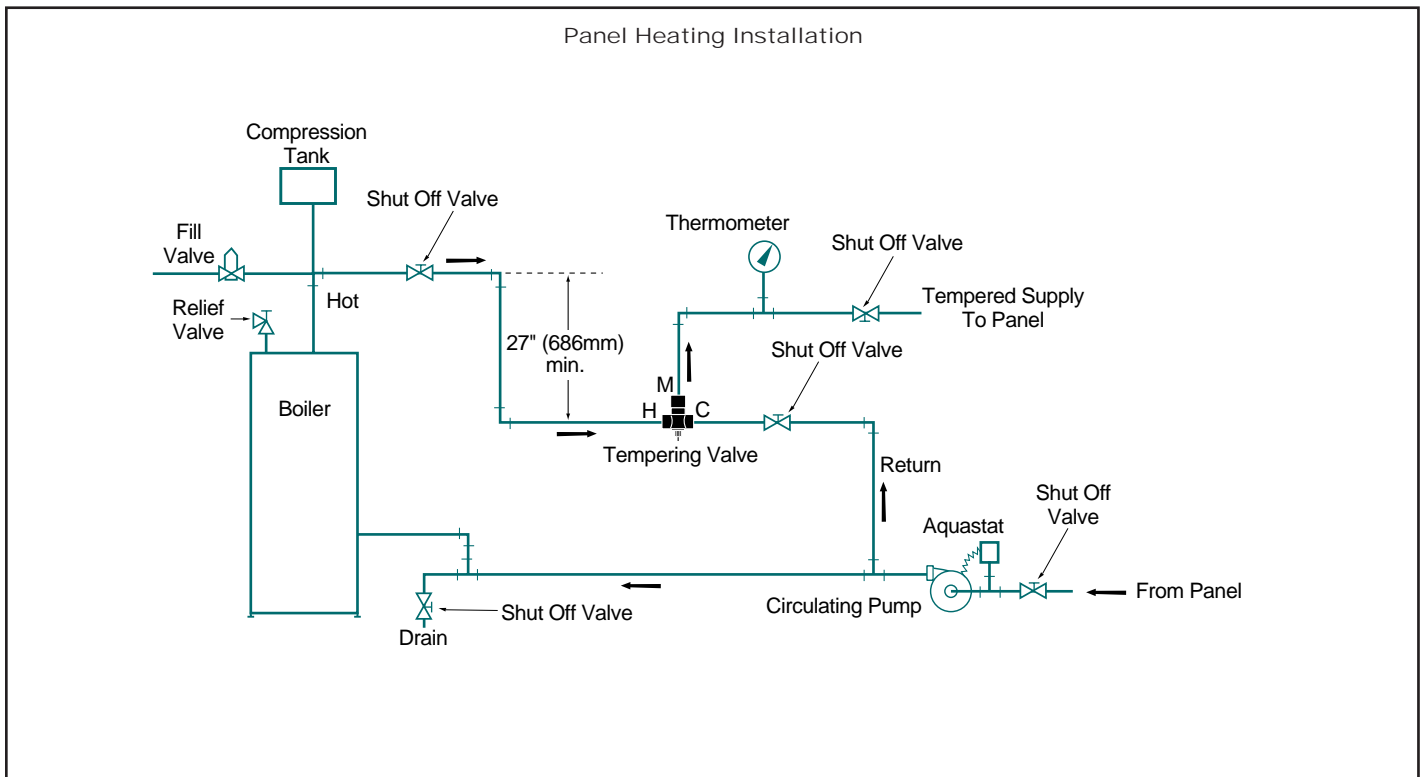 Panel Heating Installation
Compression
Tank
Shut Off Valve
Fill
Valve
Thermometer
Shut Off Valve
Hot
Relief
Valve
Tempered Supply
To Panel
27" (686mm)
min.
Shut Off Valve
M
H
C
Boiler
Tempering Valve
Return
Shut Off
Valve
Aquastat
Circulating Pump
From Panel
Shut Off Valve
Drain